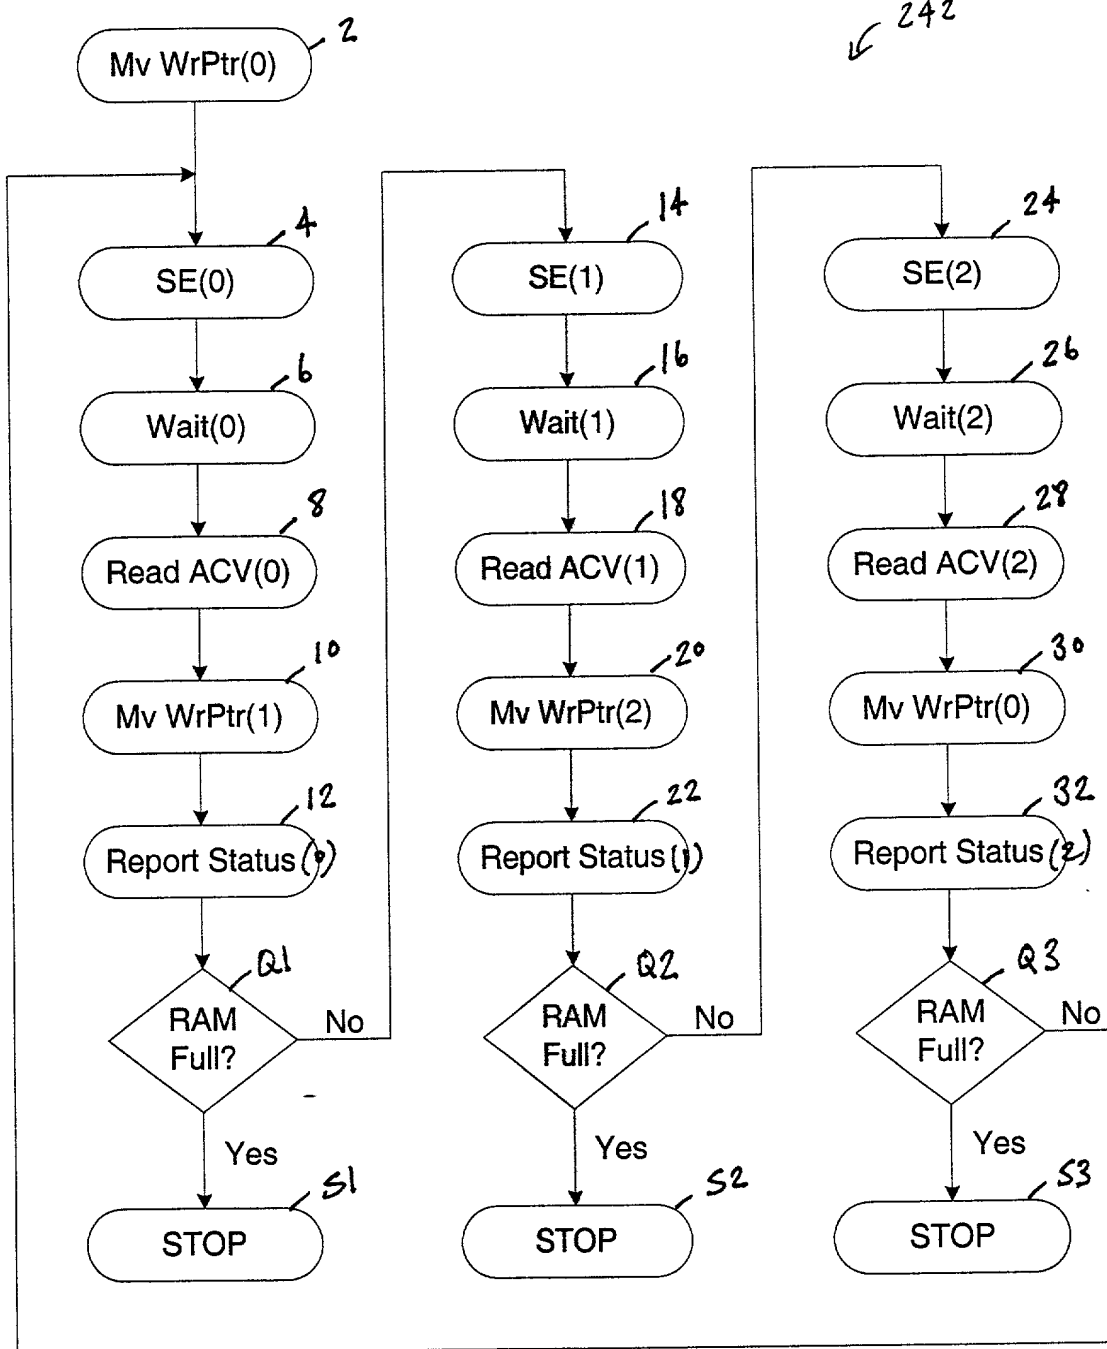 242
2
Mv WrPtr(0)
4
SE(0)
6
Wait(0)
8
Read ACV(0)
10
Mv WrPtr(1)
12
Report Status(0)
Q1
RAM
Full?
No
Yes
S1
STOP
14
SE(1)
16
Wait(1)
18
Read ACV(1)
20
Mv WrPtr(2)
22
Report Status(1)
Q2
RAM
Full?
No
Yes
S2
STOP
24
SE(2)
26
Wait(2)
28
Read ACV(2)
30
Mv WrPtr(0)
32
Report Status(2)
Q3
RAM
Full?
No
Yes
S3
STOP